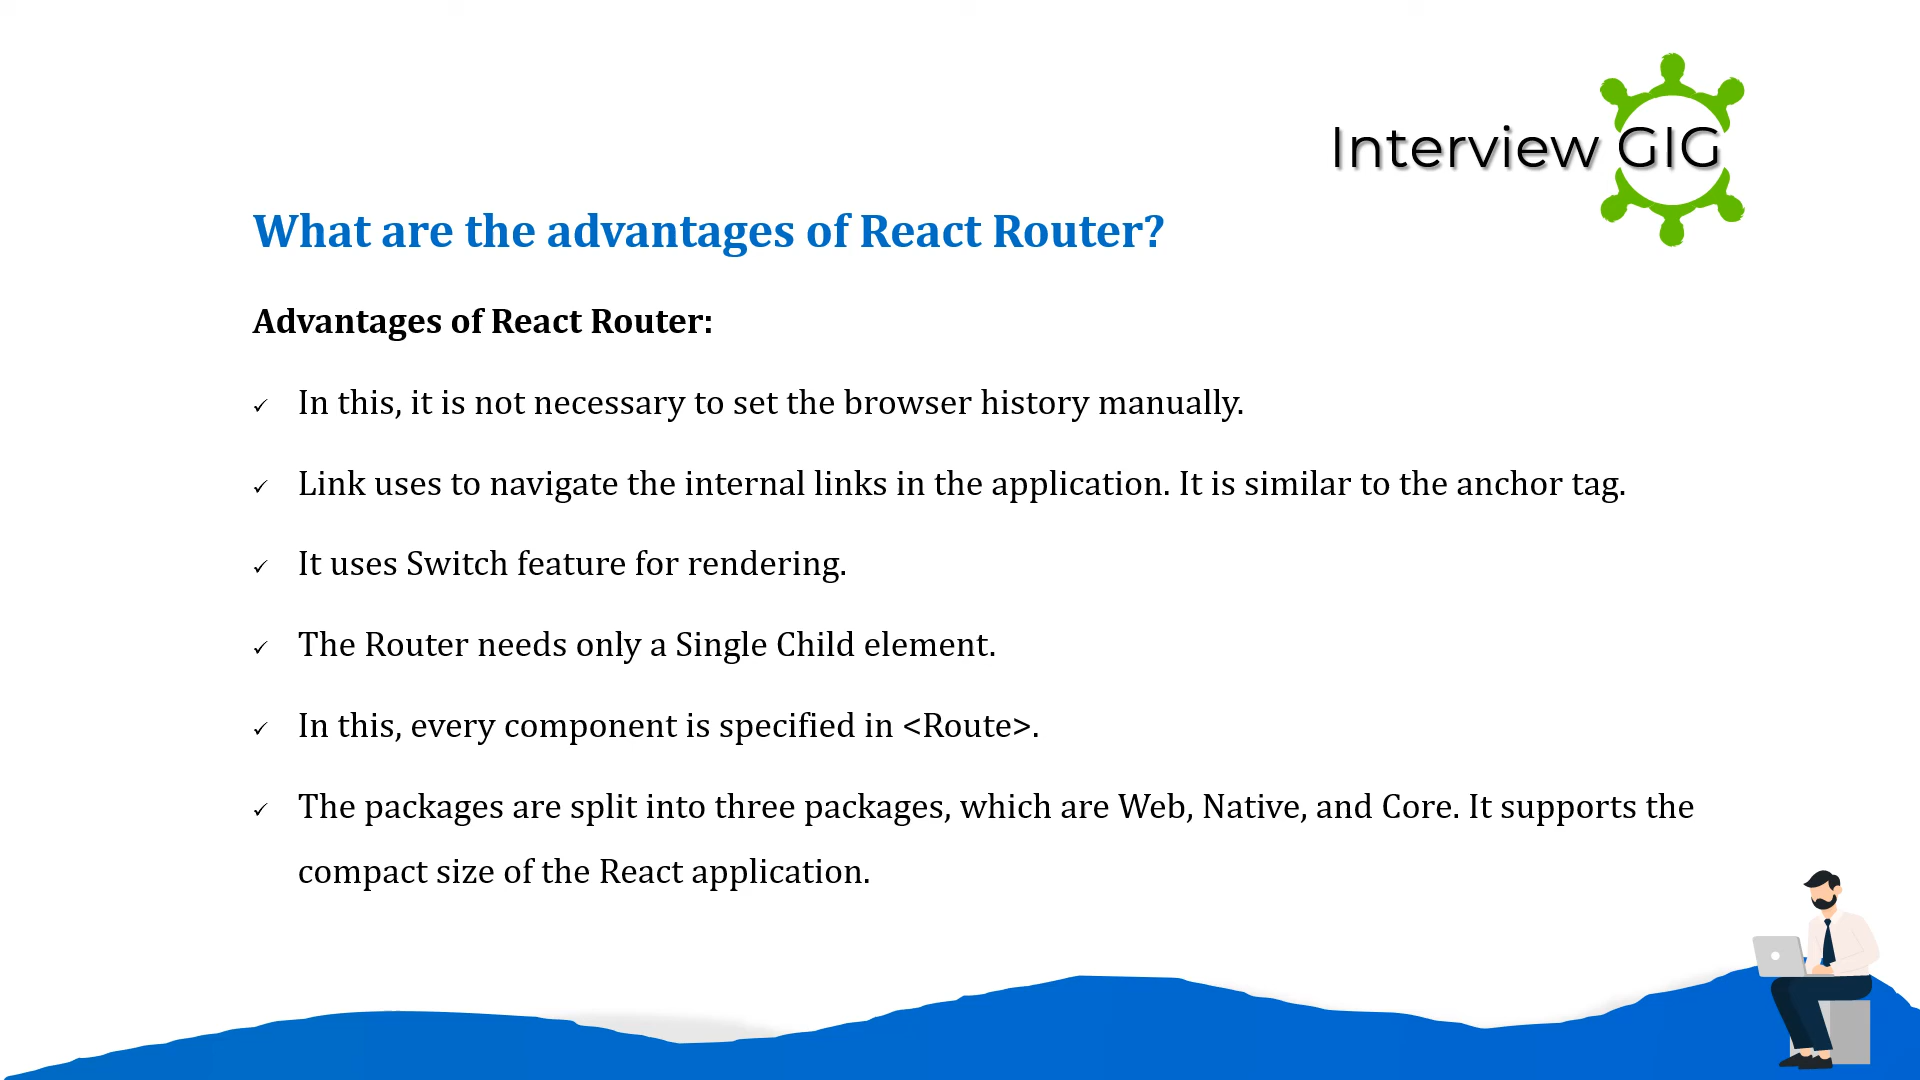 Interview GIG
What are the advantages of React Router?
Advantages of React Router:
✓ In this, it is not necessary to set the browser history manually.
✓ Link uses to navigate the internal links in the application. It is similar to the anchor tag.
✓ It uses Switch feature for rendering.
✓ The Router needs only a Single Child element.
✓ In this, every component is specified in <Route>.
✓ The packages are split into three packages, which are Web, Native, and Core. It supports the
compact size of the React application.